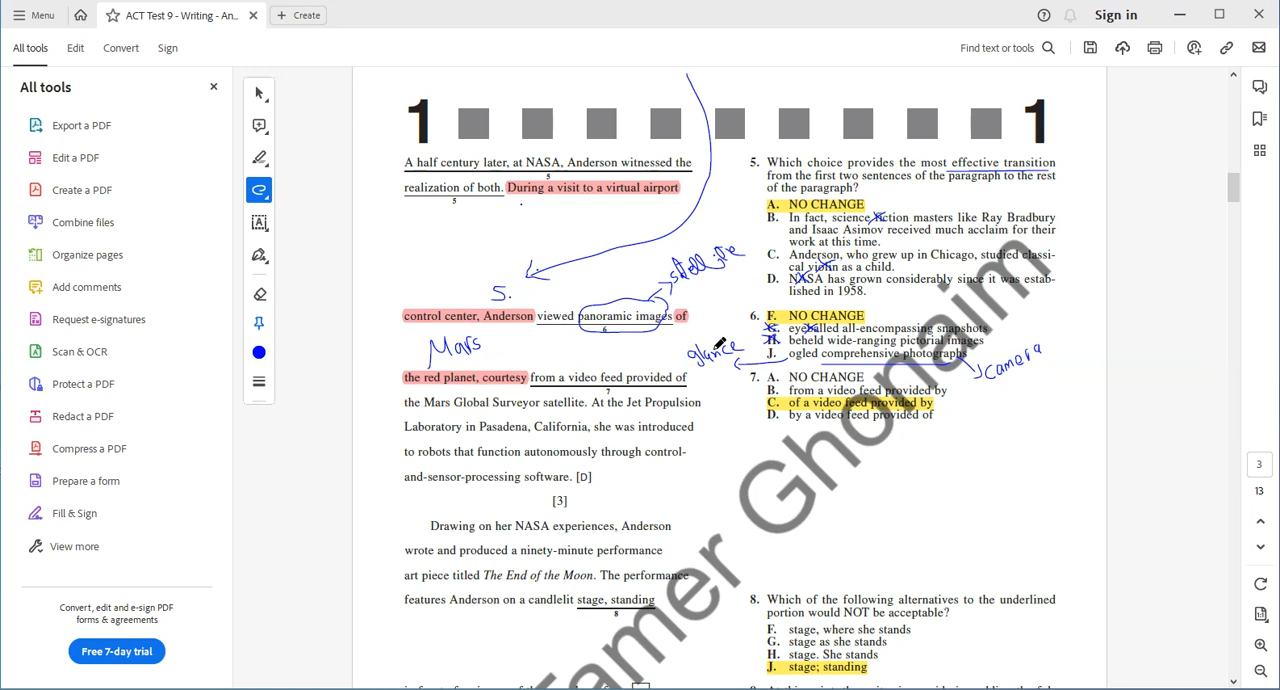 Menu
ACT Test 9 - Writing - An...
Create
Sign in
All tools
Edit
Convert
Sign
Find text or tools
All tools
Export a PDF
Edit a PDF
Create a PDF
Combine files
Organize pages
Add comments
Request e-signatures
Scan & OCR
Protect a PDF
Redact a PDF
Compress a PDF
Prepare a form
Fill & Sign
View more
Convert, edit and e-sign PDF
forms & agreements
Free 7-day trial
1
1
A half century later, at NASA, Anderson witnessed the
5
realization of both. During a visit to a virtual airport
5
S.
satellite
control center, Anderson viewed panoramic images of
6
Mars
glance
the red planet, courtesy from a video feed provided of
7
the Mars Global Surveyor satellite. At the Jet Propulsion
Laboratory in Pasadena, California, she was introduced
to robots that function autonomously through control-
and-sensor-processing software. [D]
[3]
Drawing on her NASA experiences, Anderson
wrote and produced a ninety-minute performance
art piece titled The End of the Moon. The performance
features Anderson on a candlelit stage, standing
8
5. Which choice provides the most effective transition
from the first two sentences of the paragraph to the rest
of the paragraph?
A. NO CHANGE
B. In fact, science fiction masters like Ray Bradbury
and Isaac Asimov received much acclaim for their
work at this time.
C. Anderson, who grew up in Chicago, studied classi-
cal violin as a child.
D. NASA has grown considerably since it was estab-
lished in 1958.
6. F. NO CHANGE
G. eyeballed all-encompassing snapshots
H. beheld wide-ranging pictorial images
J. ogled comprehensive photographs
camera
7. A. NO CHANGE
B. from a video feed provided by
C. of a video feed provided by
D. by a video feed provided of
8. Which of the following alternatives to the underlined
portion would NOT be acceptable?
F. stage, where she stands
G. stage as she stands
H. stage. She stands
J. stage; standing
Tamer Ghonaim
3
13